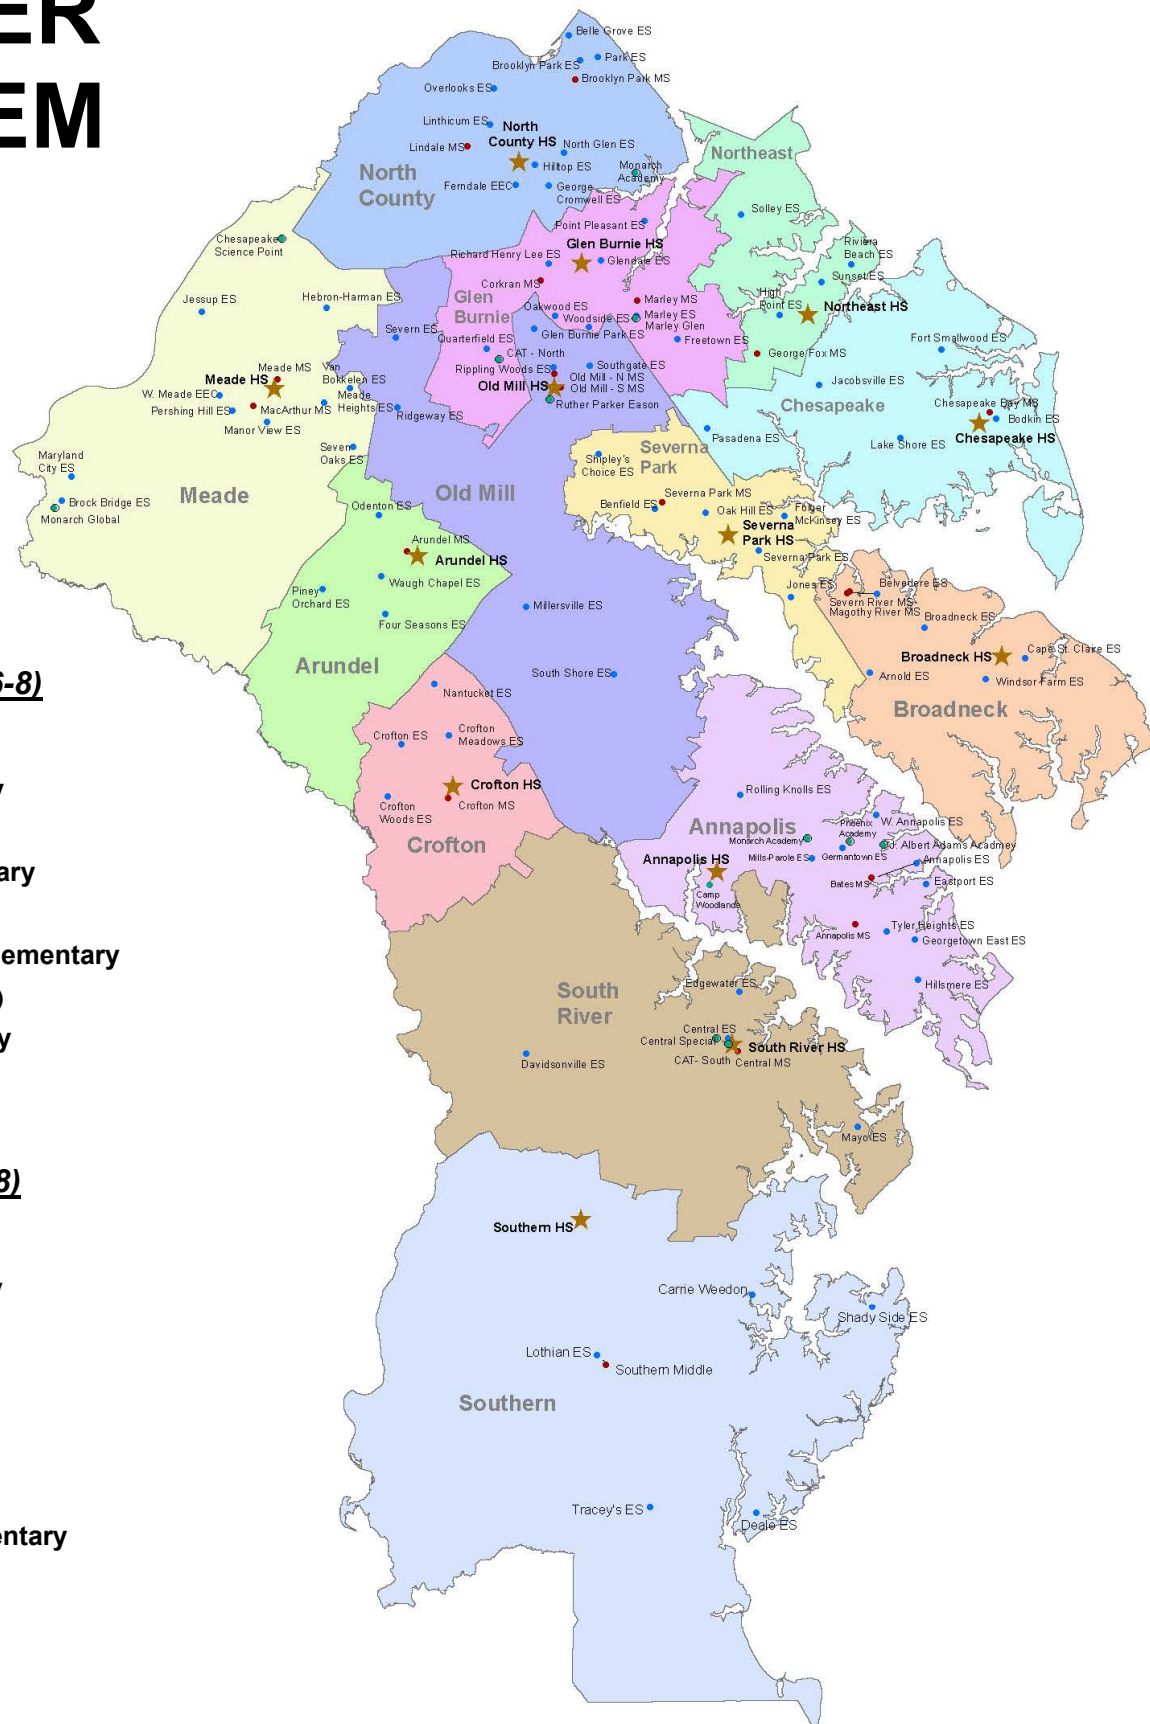 ER
EM
6-8)
y
ary
ementary
)
y
8)
y
entary
Belle Grove ES
Park ES
Brooklyn Park ES
Brooklyn Park MS
Overlooks ES
Linthicum ES
North
County HS
Lindale MS
North Glen ES
Hilltop ES
Monarch
Academy
Ferndale EEC
George
Cromwell ES
North
County
Northeast
Solley ES
Riviera
Beach ES
Sunset ES
High
Point ES
Northeast HS
George Fox MS
Point Pleasant ES
Glen Burnie HS
Richard Henry Lee ES
Glendale ES
Corkran MS
Glen
Burnie
Oakwood ES
Marley MS
Woodside ES
Marley ES
Marley Glen
Glen Burnie Park ES
Freetown ES
Quarterfield ES
CAT - North
Chesapeake
Science Point
Jessup ES
Hebron-Harman ES
Severn ES
Meade MS
Van
Bokkelen ES
Meade HS
W. Meade EEC
Meade
Heights ES
Pershing Hill ES
MacArthur MS
Manor View ES
Ridgeway ES
Seven
Oaks ES
Maryland
City ES
Brock Bridge ES
Monarch Global
Meade
Rippling Woods ES
Southgate ES
Old Mill - N MS
Old Mill HS
Old Mill - S MS
Ruther Parker Eason
Old Mill
Millersville ES
South Shore ES
Fort Smallwood ES
Jacobsville ES
Chesapeake
Chesapeake Bay MS
Bodkin ES
Chesapeake HS
Lake Shore ES
Pasadena ES
Severna
Park
Shipley's
Choice ES
Severna Park MS
Benfield ES
Oak Hill ES
Folger
McKinsey ES
Severna
Park HS
Severna Park ES
Jones ES
Belvedere ES
Severn River MS
Magothy River MS
Broadneck ES
Broadneck HS
Cape St. Claire ES
Arnold ES
Windsor Farm ES
Broadneck
Odenton ES
Arundel MS
Arundel HS
Waugh Chapel ES
Piney
Orchard ES
Four Seasons ES
Arundel
Nantucket ES
Crofton ES
Crofton
Meadows ES
Crofton HS
Crofton
Woods ES
Crofton MS
Crofton
Rolling Knolls ES
Annapolis
Phoenix
Academy
W. Annapolis ES
Monarch Academy
J. Albert Adams Acadmey
Annapolis HS
Mills-Parole ES
Germantown ES
Annapolis ES
Bates MS
Eastport ES
Camp
Woodlands
Annapolis MS
Tyler Heights ES
Georgetown East ES
Hillsmere ES
South
River
Edgewater ES
Central ES
Central Special
South River HS
CAT- South
Central MS
Davidsonville ES
Mayo ES
Southern HS
Carrie Weedon
Shady Side ES
Lothian ES
Southern Middle
Southern
Tracey's ES
Deale ES